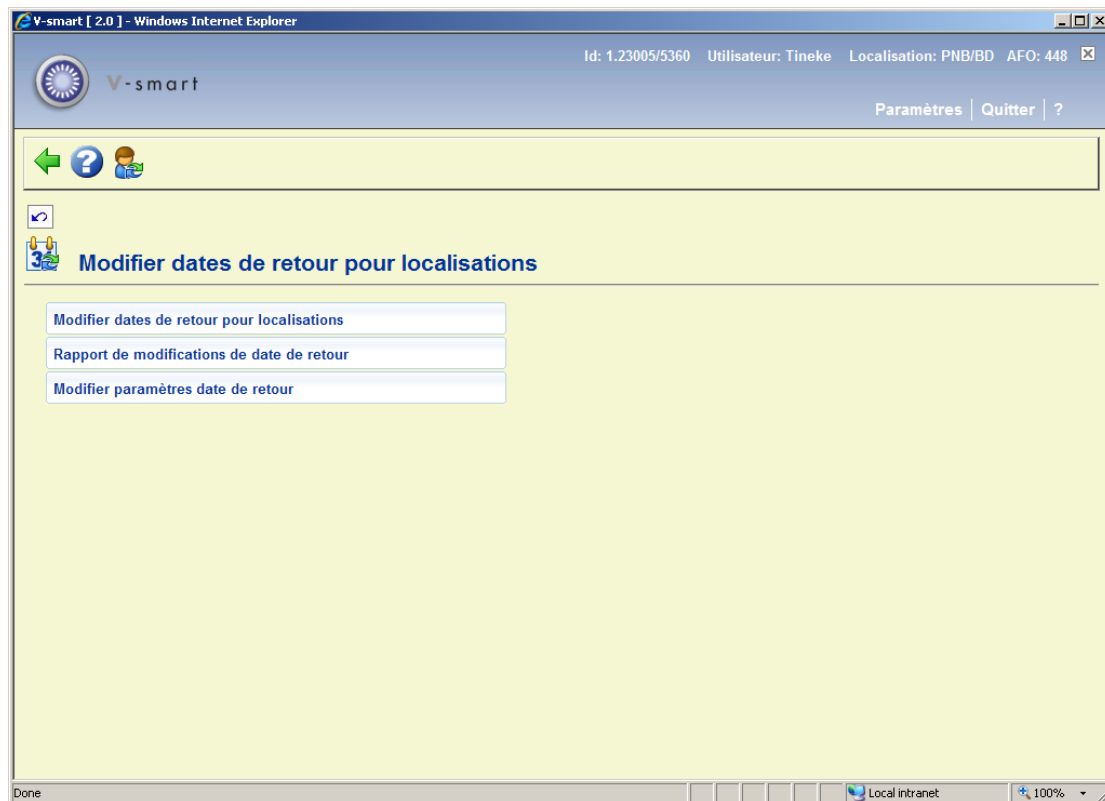 V-smart [ 2.0 ] - Windows Internet Explorer
Id: 1.23005/5360 Utilisateur: Tineke Localisation: PNB/BD AFO: 448
V-smart
Paramètres | Quitter | ?
Modifier dates de retour pour localisations
Modifier dates de retour pour localisations
Rapport de modifications de date de retour
Modifier paramètres date de retour
Done Local intranet 100%